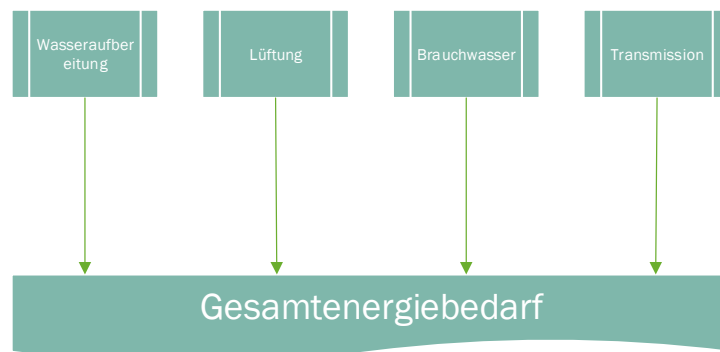 Wasseraufber
eitung
Lüftung
Brauchwasser
Transmission
Gesamtenergiebedarf